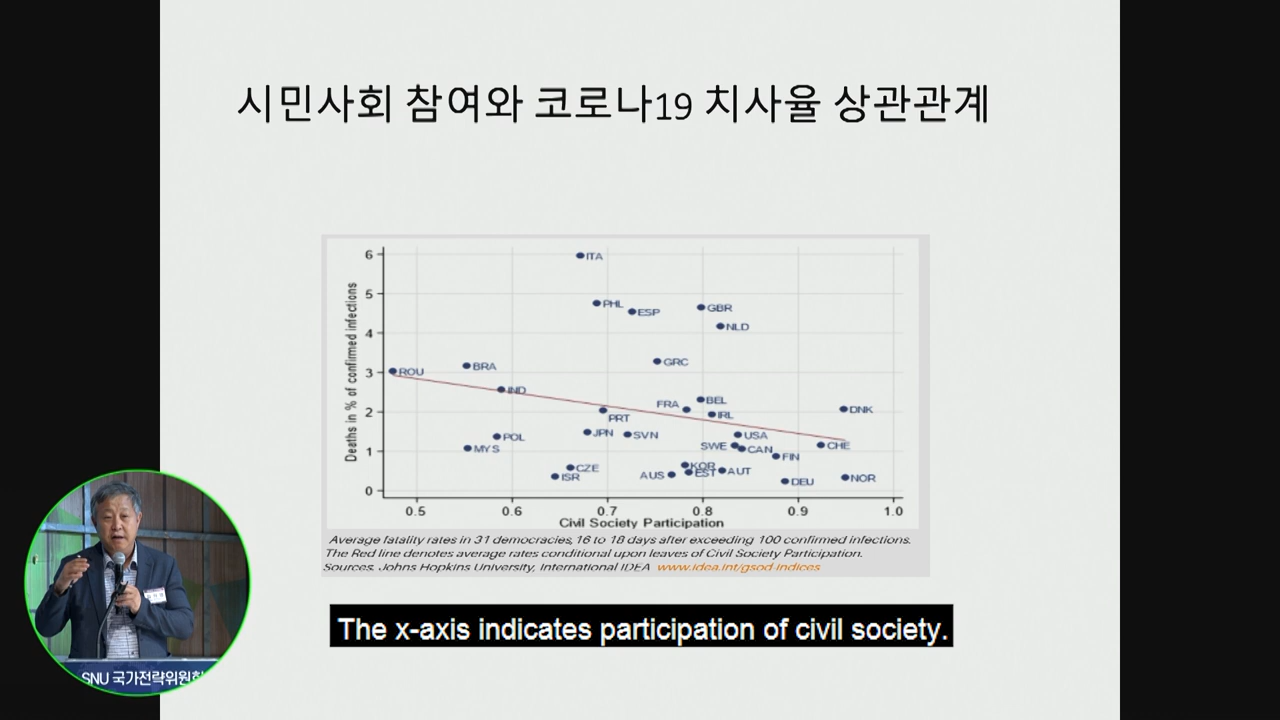 시민사회 참여와 코로나19 치사율 상관관계
Deaths in % of confirmed infections
6
5
4
3
2
1
0
ITA
PHL
ESP
GBR
NLD
GRC
ROU
BRA
IND
FRA
BEL
IRL
DNK
PRT
JPN
SVN
USA
POL
MYS
SWE
CAN
CHE
FIN
CZE
ISR
AUS
KOR
EST
AUT
DEU
NOR
0.5 0.6 0.7 0.8 0.9 1.0
Civil Society Participation
Average fatality rates in 31 democracies, 16 to 18 days after exceeding 100 confirmed infections.
The Red line denotes average rates conditional upon leaves of Civil Society Participation.
Sources. Johns Hopkins University, International IDEA www.idea.int/gsod-indices
The x-axis indicates participation of civil society.
SNU 국가전략위원회